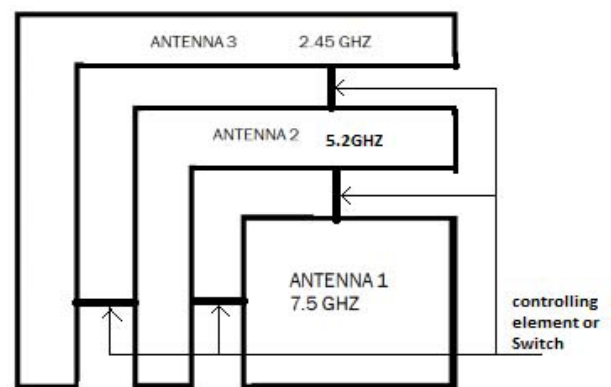 ANTENNA 3 2.45 GHZ
ANTENNA 2 5.2GHZ
ANTENNA 1
7.5 GHZ
controlling
element or
Switch